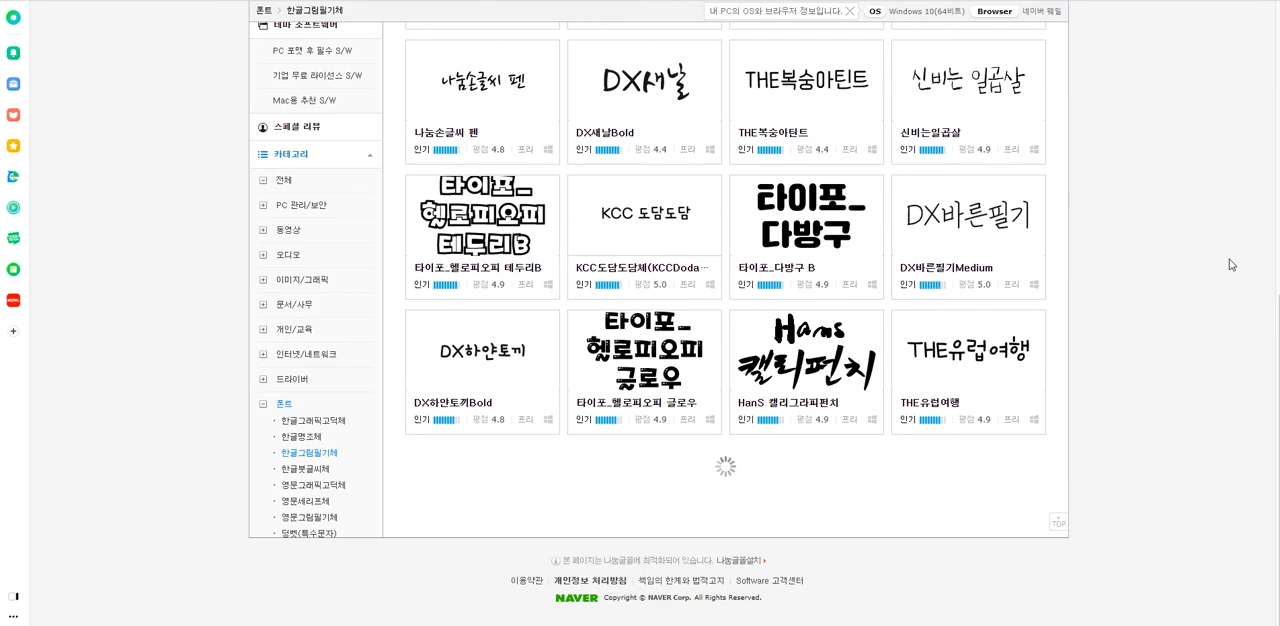 폰트 > 한글그림필기체
내 PC의 OS와 브라우저 정보입니다.
OS Windows 10(64비트) Browser 네이버 웨일
테마 소프트웨어
PC 포맷 후 필수 S/W
기업 무료 라이선스 S/W
Mac용 추천 S/W
스페셜 리뷰
카테고리
전체
PC 관리/보안
동영상
오디오
이미지/그래픽
문서/사무
개인/교육
인터넷/네트워크
드라이버
폰트
· 한글그래픽고딕체
· 한글명조체
· 한글그림필기체
· 한글붓글씨체
· 영문그래픽고딕체
· 영문세리프체
· 영문그림필기체
· 딩벳(특수문자)
나눔손글씨 펜
나눔손글씨 펜
인기 평점 4.8 프리
DX새날
DX새날Bold
인기 평점 4.4 프리
THE복숭아틴트
THE복숭아틴트
인기 평점 4.4 프리
신비는 일곱살
신비는일곱살
인기 평점 4.9 프리
타이포_
헬로피오피
테두리B
타이포_헬로피오피 테두리B
인기 평점 4.9 프리
KCC 도담도담
KCC도담도담체(KCCDoda···
인기 평점 5.0 프리
타이포_
다방구
타이포_다방구 B
인기 평점 4.9 프리
DX바른필기
DX바른필기Medium
인기 평점 5.0 프리
DX하얀토끼
DX하얀토끼Bold
인기 평점 4.9 프리
타이포_
헬로피오피
글로우
타이포_헬로피오피 글로우
인기 평점 4.9 프리
Hans
캘리펀치
HanS 캘리그라피펀치
인기 평점 4.9 프리
THE유럽여행
THE유럽여행
인기 평점 4.9 프리
TOP
본 페이지는 나눔글꼴에 최적화되어 있습니다. 나눔글꼴설치
이용약관 개인정보 처리방침 책임의 한계와 법적고지 Software 고객센터
NAVER Copyright © NAVER Corp. All Rights Reserved.